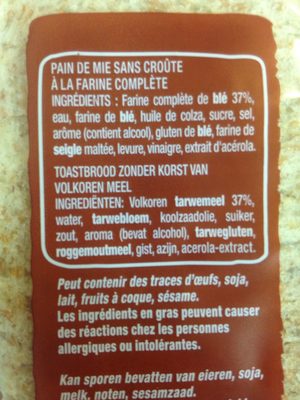 PAIN DE MIE SANS CROÛTE
À LA FARINE COMPLÈTE
INGRÉDIENTS : Farine complète de blé 37%,
eau, farine de blé, huile de colza, sucre, sel,
arôme (contient alcool), gluten de blé, farine de
seigle maltée, levure, vinaigre, extrait d'acérola.
TOASTBROOD ZONDER KORST VAN
VOLKOREN MEEL
INGREDIËNTEN: Volkoren tarwemeel 37%,
water, tarwebloem, koolzaadolie, suiker,
zout, aroma (bevat alcohol), tarwegluten,
roggemoutmeel, gist, azijn, acerola-extract.
Peut contenir des traces d'œufs, soja,
lait, fruits à coque, sésame.
Les ingrédients en gras peuvent causer
des réactions chez les personnes
allergiques ou intolérantes.
Kan sporen bevatten van eieren, soja,
melk, noten, sesamzaad.